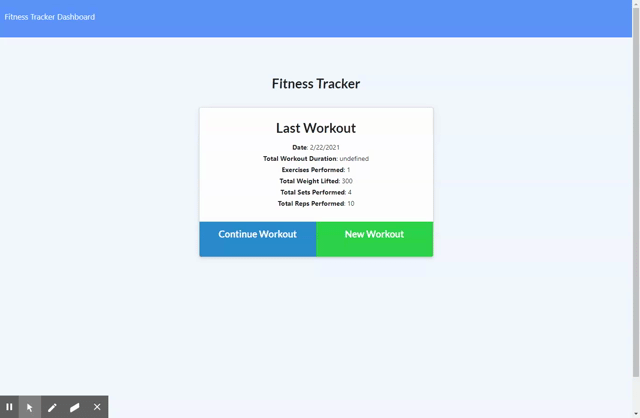 Fitness Tracker Dashboard
Fitness Tracker
Last Workout
Date: 2/22/2021
Total Workout Duration: undefined
Exercises Performed: 1
Total Weight Lifted: 300
Total Sets Performed: 4
Total Reps Performed: 10
Continue Workout
New Workout